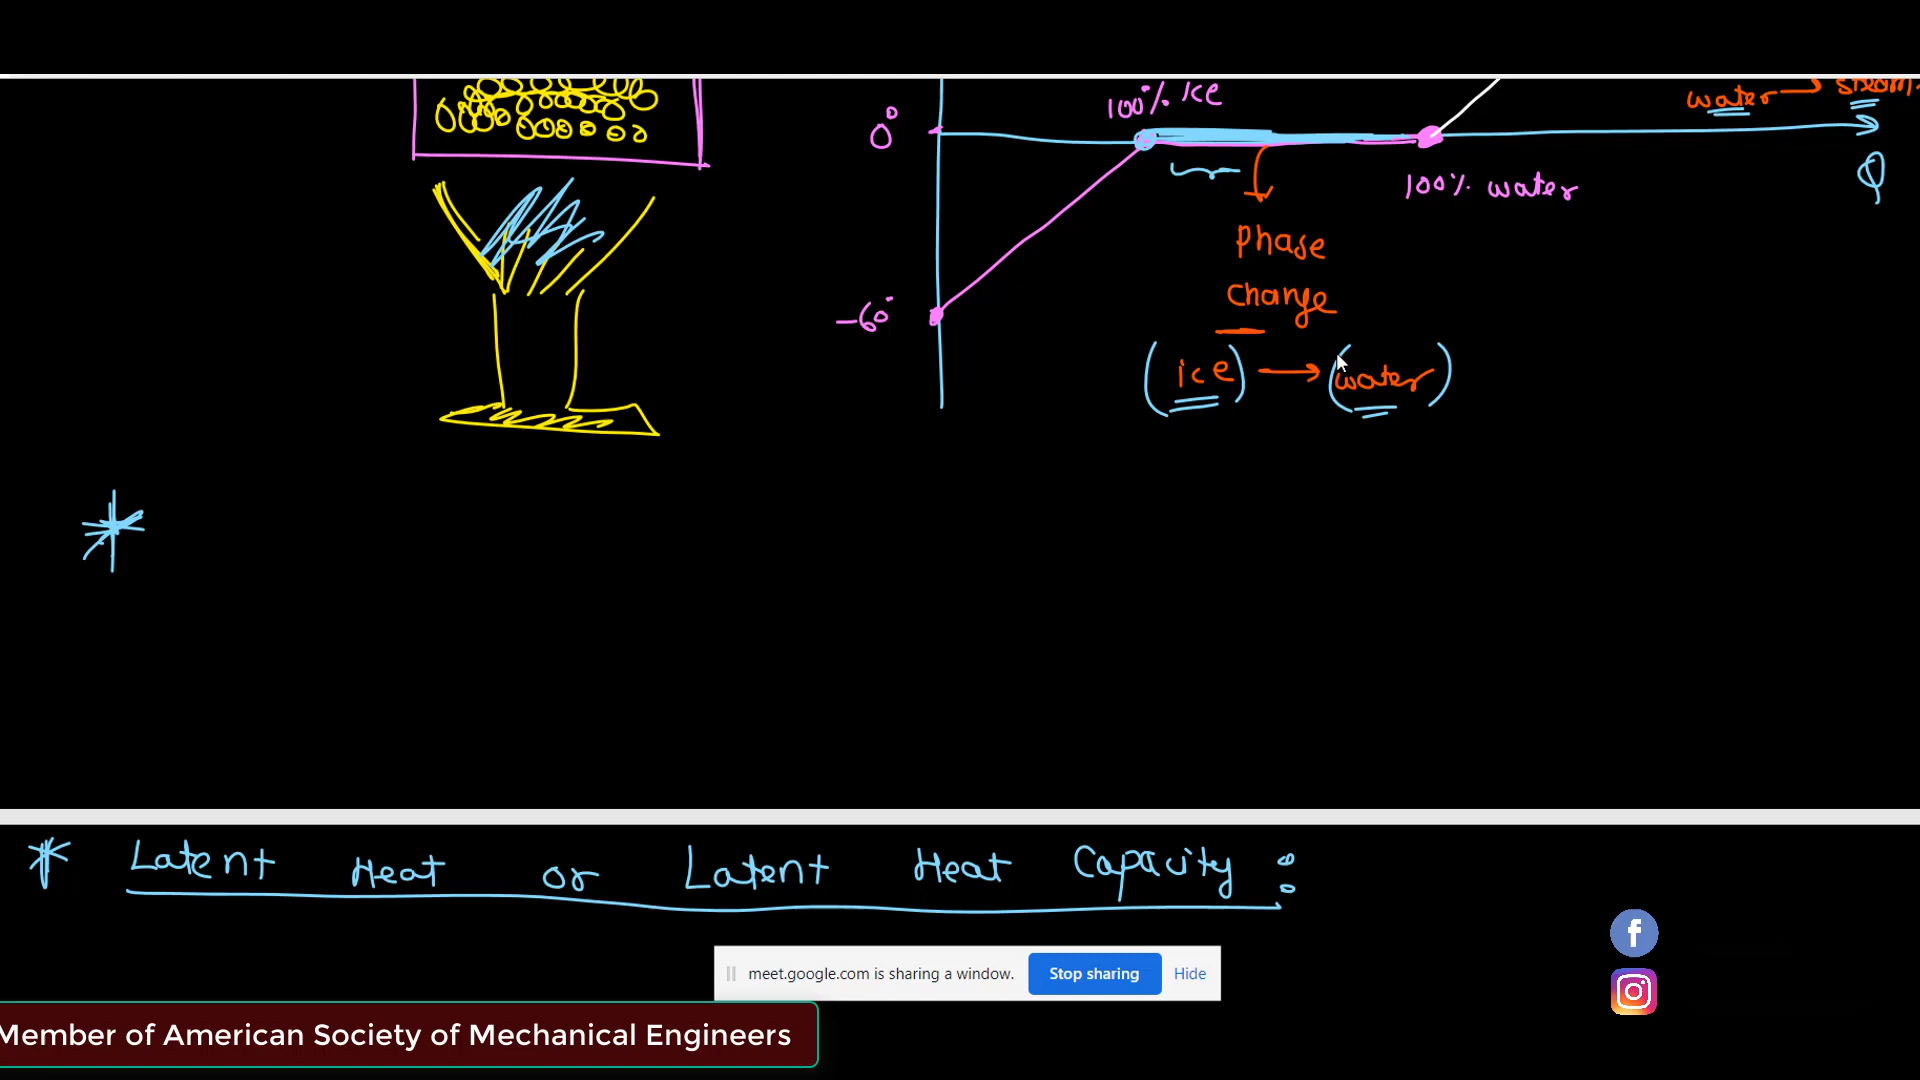 100% Ice
water → steam
0°
100% water
Q
Phase
change
-60°
(ice) → (water)
* Latent Heat or Latent Heat Capacity :
meet.google.com is sharing a window. Stop sharing Hide
Member of American Society of Mechanical Engineers